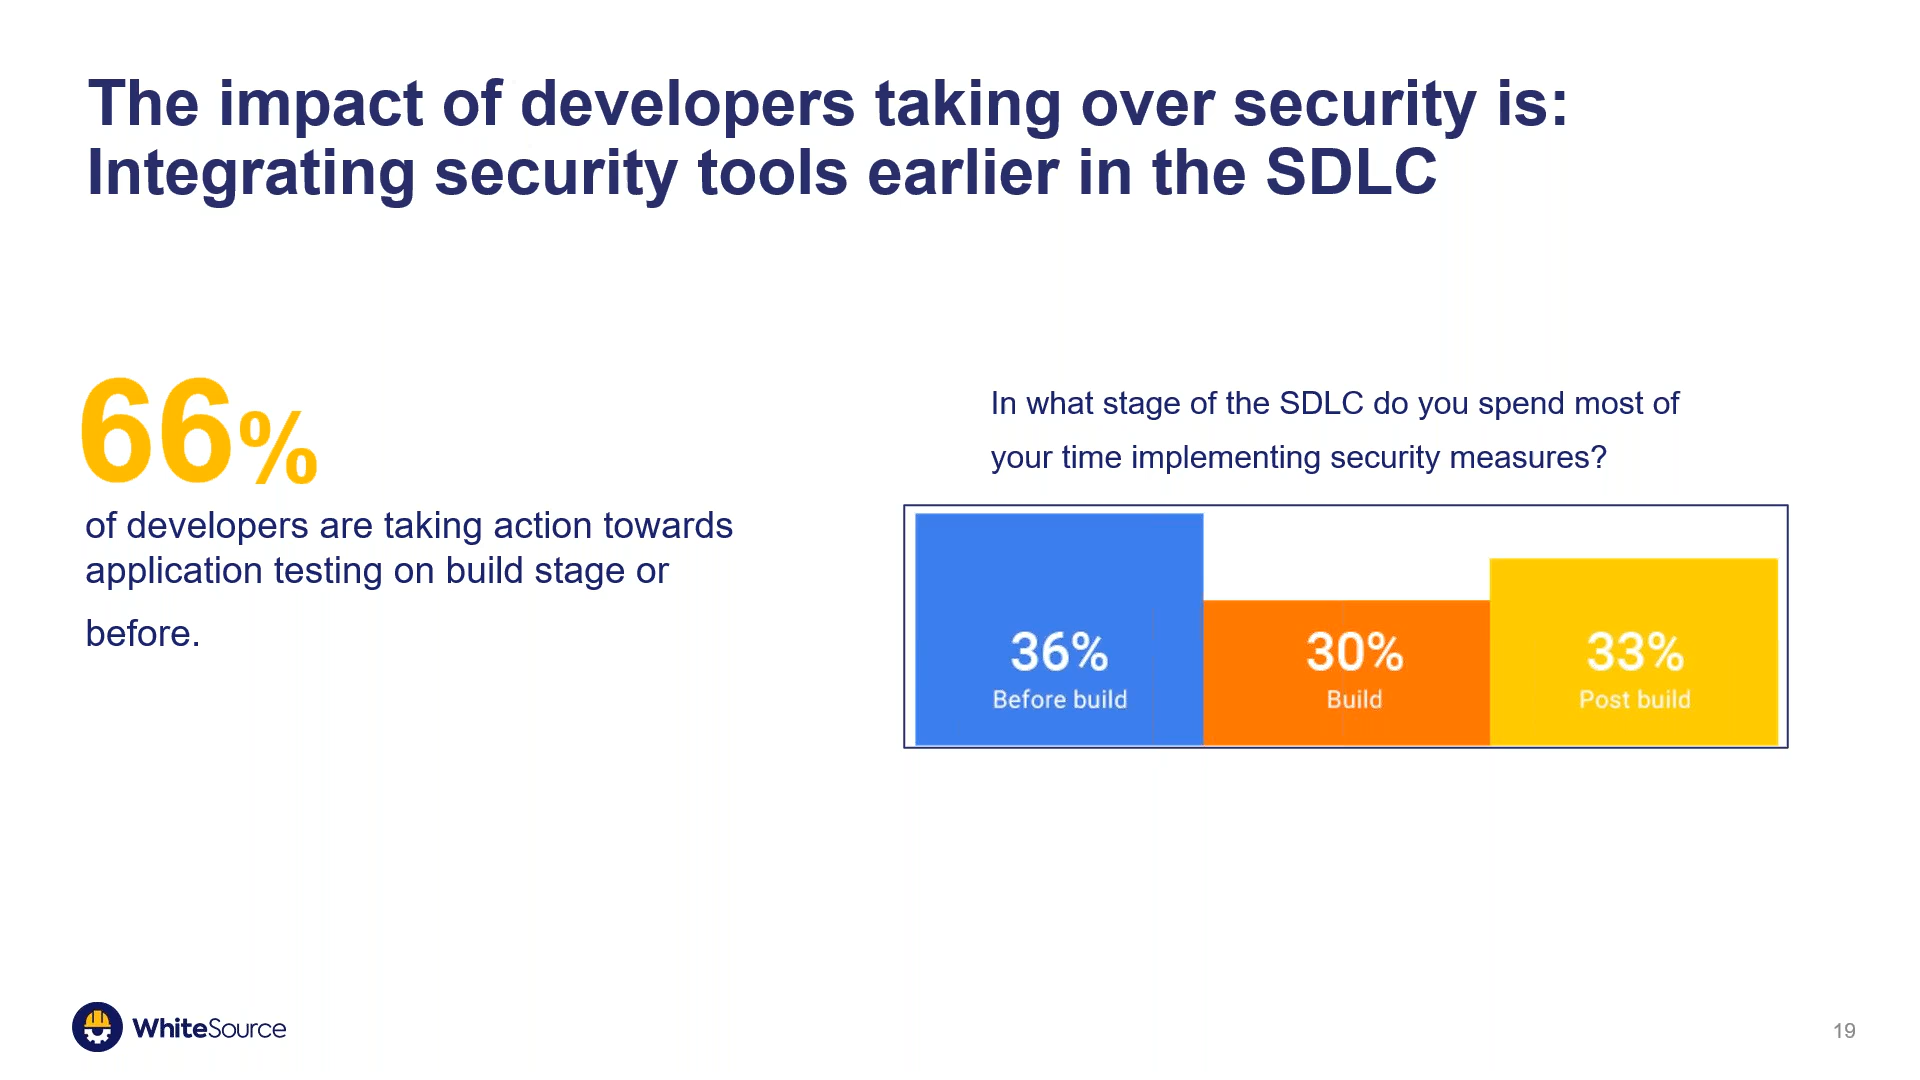 The impact of developers taking over security is:
Integrating security tools earlier in the SDLC
66%
of developers are taking action towards
application testing on build stage or
before.
In what stage of the SDLC do you spend most of
your time implementing security measures?
36%
Before build
30%
Build
33%
Post build
WhiteSource
19